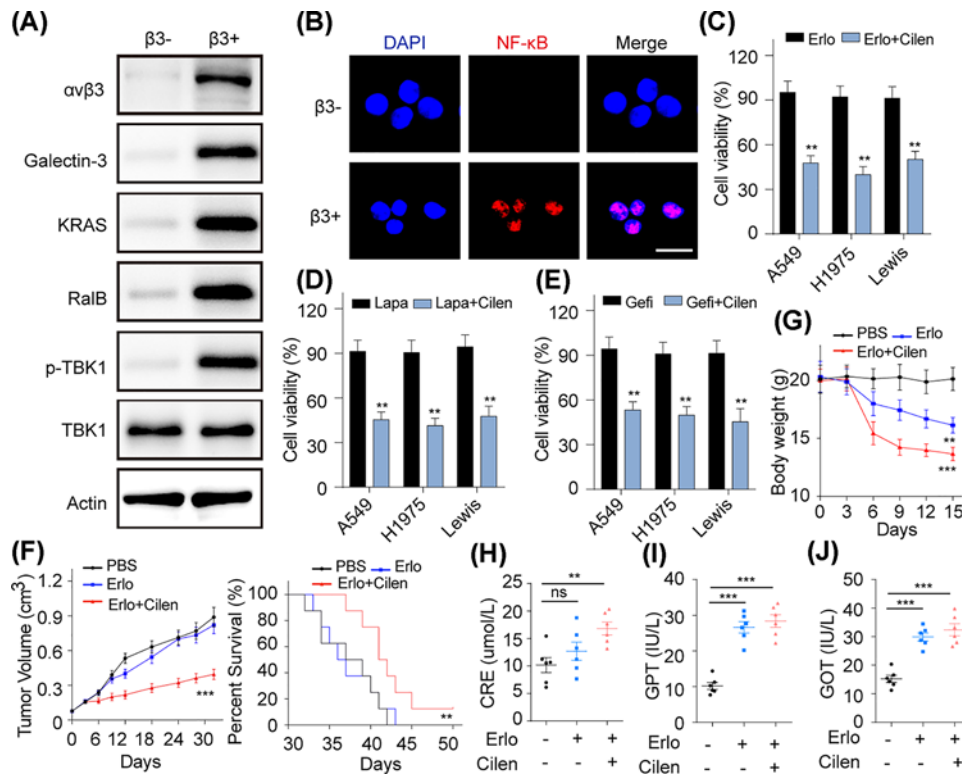 (A)
β3- β3+
αvβ3
Galectin-3
KRAS
RalB
p-TBK1
TBK1
Actin
(B)
DAPI NF-κB Merge
β3-
β3+
(C)
Erlo Erlo+Cilen
Cell viability (%)
120
90
60
30
0
** ** **
A549 H1975 Lewis
(D)
Lapa Lapa+Cilen
Cell viability (%)
120
90
60
30
0
** ** **
A549 H1975 Lewis
(E)
Gefi Gefi+Cilen
Cell viability (%)
120
90
60
30
0
** ** **
A549 H1975 Lewis
(G)
PBS Erlo
Erlo+Cilen
Body weight (g)
20
15
10
**
***
0 3 6 9 12 15
Days
(F)
PBS
Erlo
Erlo+Cilen
Tumor Volume (cm3)
1.2
0.9
0.6
0.3
0
***
0 6 12 18 24 30
Days
PBS Erlo
Erlo+Cilen
Percent Survival (%)
100
80
60
40
20
0
**
30 35 40 45 50
Days
(H)
CRE (umol/L)
25
20
15
10
5
0
**
ns
Erlo - + +
Cilen - - +
(I)
GPT (IU/L)
40
30
20
10
0
***
***
- + +
- - +
(J)
GOT (IU/L)
50
40
30
20
10
0
***
***
- + +
- - +